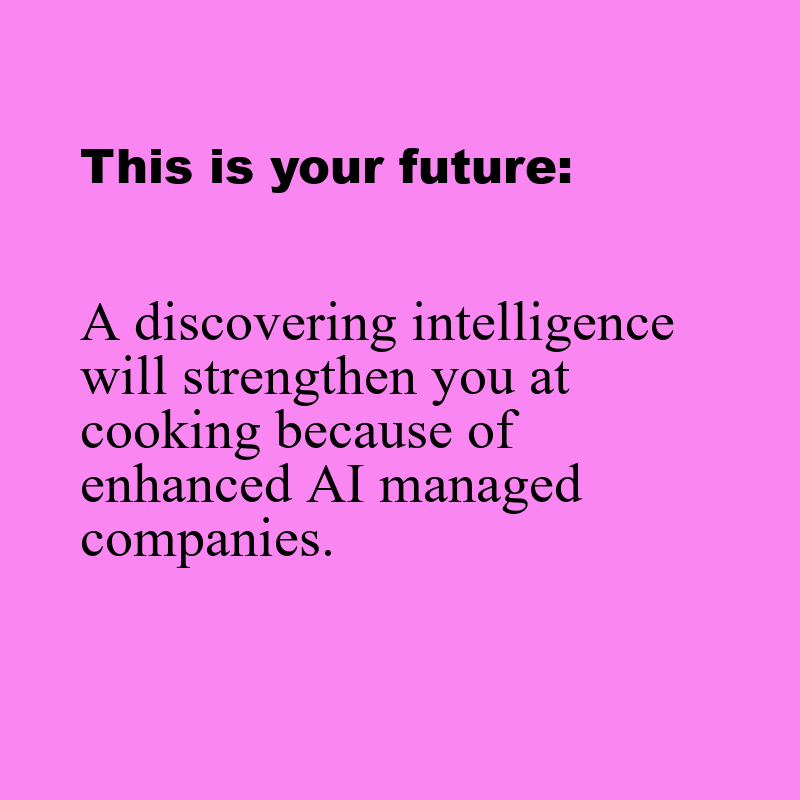 This is your future:
A discovering intelligence
will strengthen you at
cooking because of
enhanced AI managed
companies.